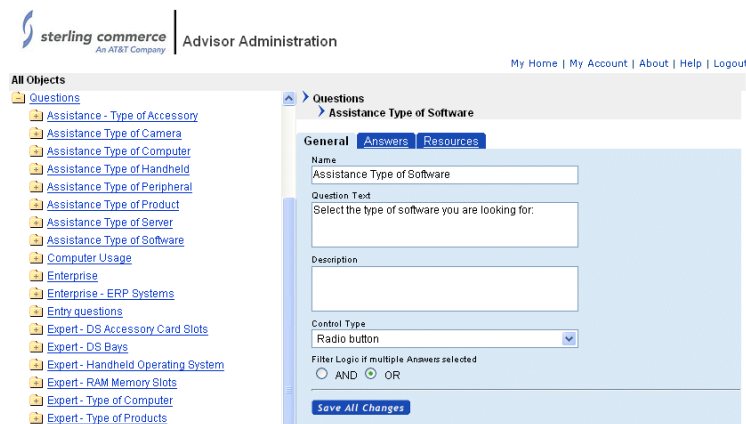 sterling commerce
An AT&T Company
Advisor Administration
My Home | My Account | About | Help | Logout
All Objects
Questions
Assistance - Type of Accessory
Assistance Type of Camera
Assistance Type of Computer
Assistance Type of Handheld
Assistance Type of Peripheral
Assistance Type of Product
Assistance Type of Server
Assistance Type of Software
Computer Usage
Enterprise
Enterprise - ERP Systems
Entry questions
Expert - DS Accessory Card Slots
Expert - DS Bays
Expert - Handheld Operating System
Expert - RAM Memory Slots
Expert - Type of Computer
Expert - Type of Products
Questions
Assistance Type of Software
General Answers Resources
Name
Assistance Type of Software
Question Text
Select the type of software you are looking for:
Description
Control Type
Radio button
Filter Logic if multiple Answers selected
AND OR
Save All Changes